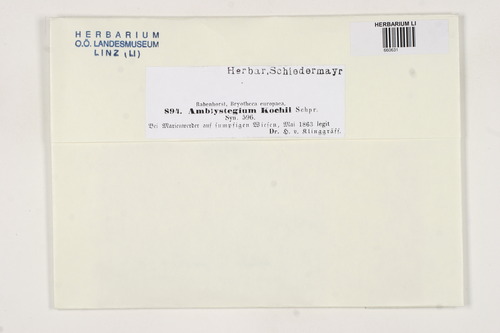 HERBARIUM
O.Ö. LANDESMUSEUM
LINZ (LI)
HERBARIUM LI
Herbar.Schiedermayr
Rabenhorst, Bryotheca europaea.
894. Amblystegium Kochii Schpr.
Syn. 596.
Bei Marienwerder auf sumpfigen Wiesen, Mai 1863 legit
Dr. H. v. Klinggräff.